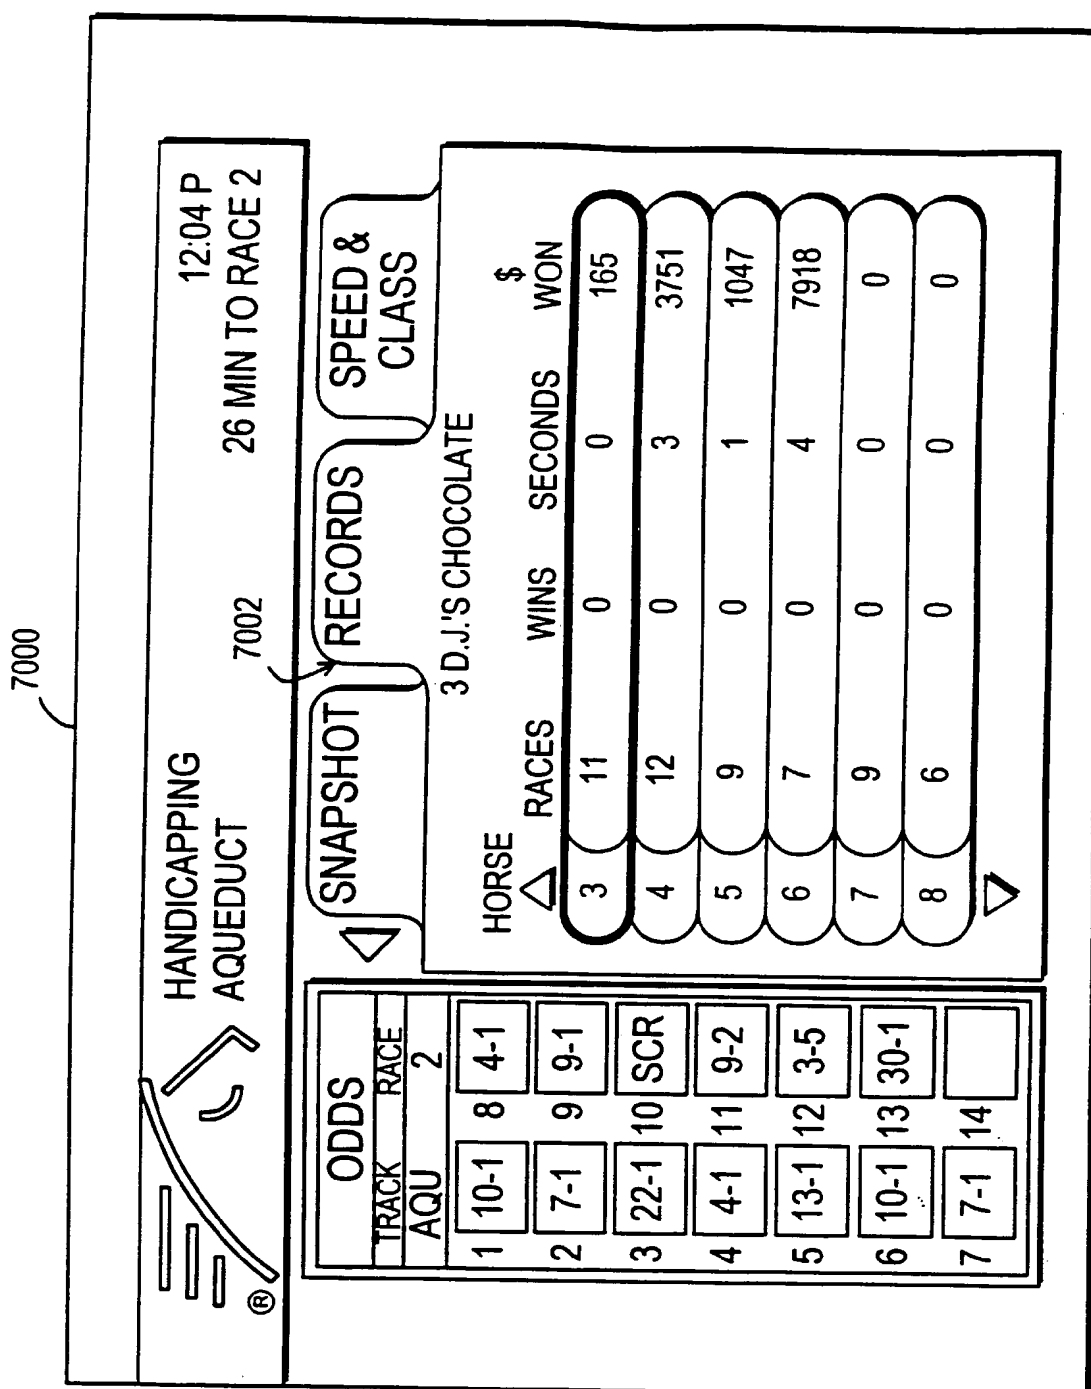 7000
HANDICAPPING 12:04 P
AQUEDUCT 26 MIN TO RACE 2
®
7002
ODDS
TRACK RACE
AQU 2
1 10-1 8 4-1
2 7-1 9 9-1
3 22-1 10 SCR
4 4-1 11 9-2
5 13-1 12 3-5
6 10-1 13 30-1
7 7-1 14
SNAPSHOT RECORDS SPEED & CLASS
3 D.J.'S CHOCOLATE
HORSE RACES WINS SECONDS $ WON
3 11 0 0 165
4 12 0 3 3751
5 9 0 1 1047
6 7 0 4 7918
7 9 0 0 0
8 6 0 0 0